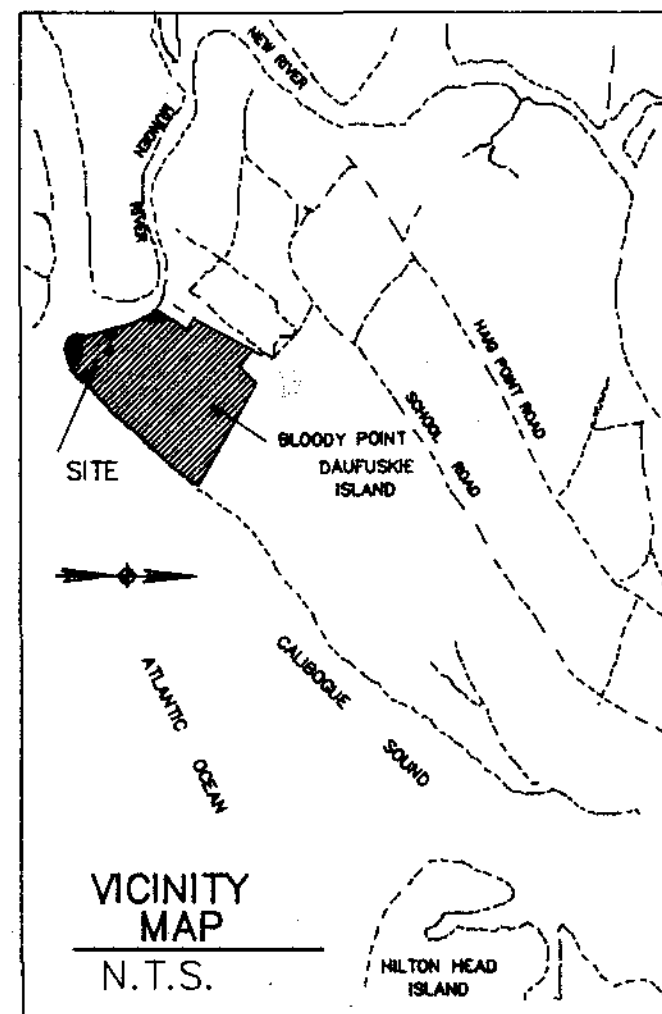 NEW RIVER
MUNGEN
RIVER
HAIG POINT ROAD
SCHOOL
ROAD
BLOODY POINT
DAUFUSKIE
ISLAND
SITE
CALIBOGUE
SOUND
ATLANTIC
OCEAN
VICINITY
MAP
N.T.S.
HILTON HEAD
ISLAND